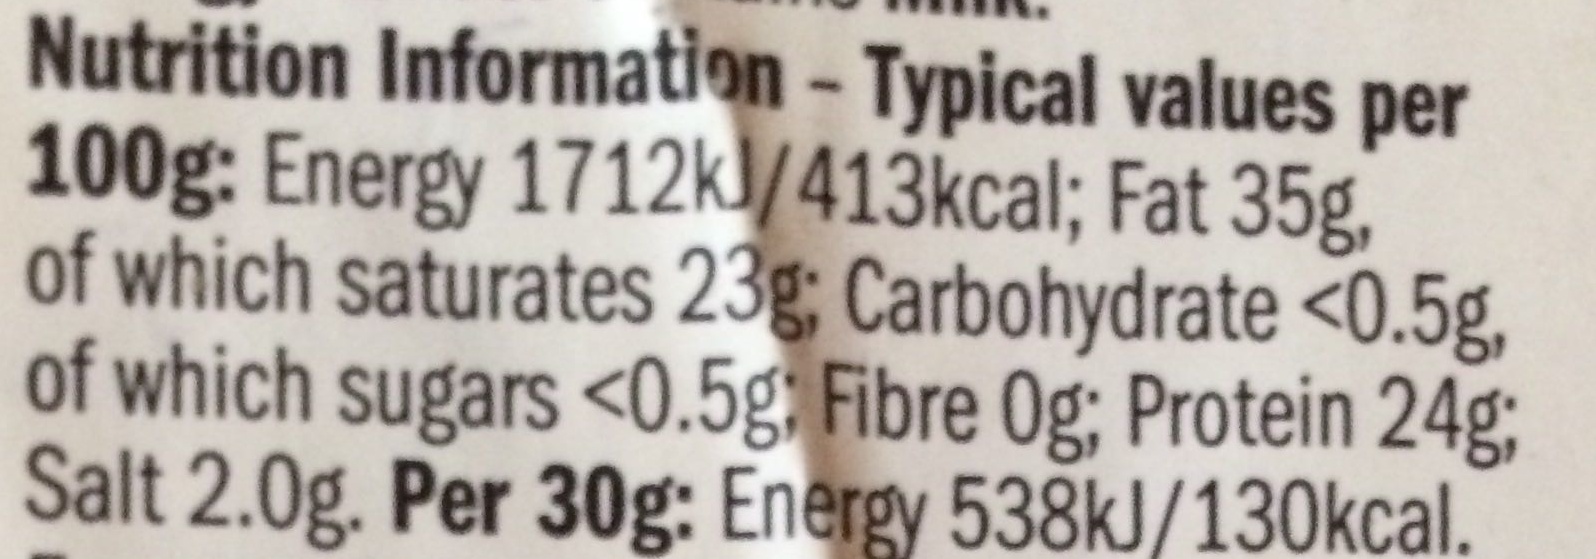 Milk.
Nutrition Information – Typical values per
100g: Energy 1712kJ/413kcal; Fat 35g,
of which saturates 23g; Carbohydrate <0.5g,
of which sugars <0.5g; Fibre 0g; Protein 24g;
Salt 2.0g. Per 30g: Energy 538kJ/130kcal.